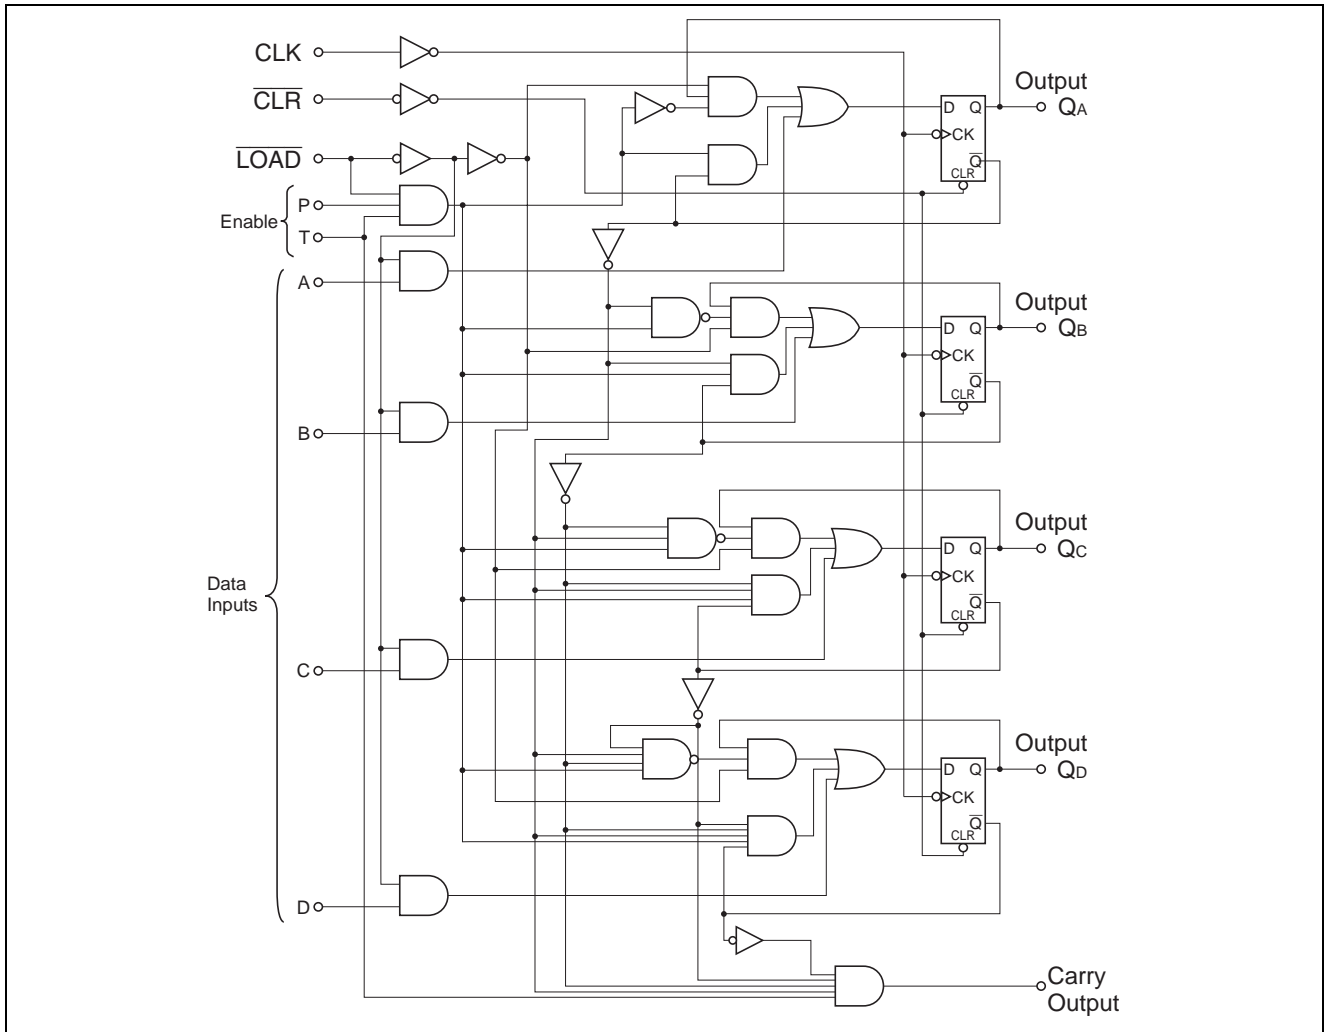 CLK
CLR
LOAD
Enable
P
T
A
B
Data
Inputs
C
D
D Q
CK
Q
CLR
Output
QA
D Q
CK
Q
CLR
Output
QB
D Q
CK
Q
CLR
Output
QC
D Q
CK
Q
CLR
Output
QD
Carry
Output